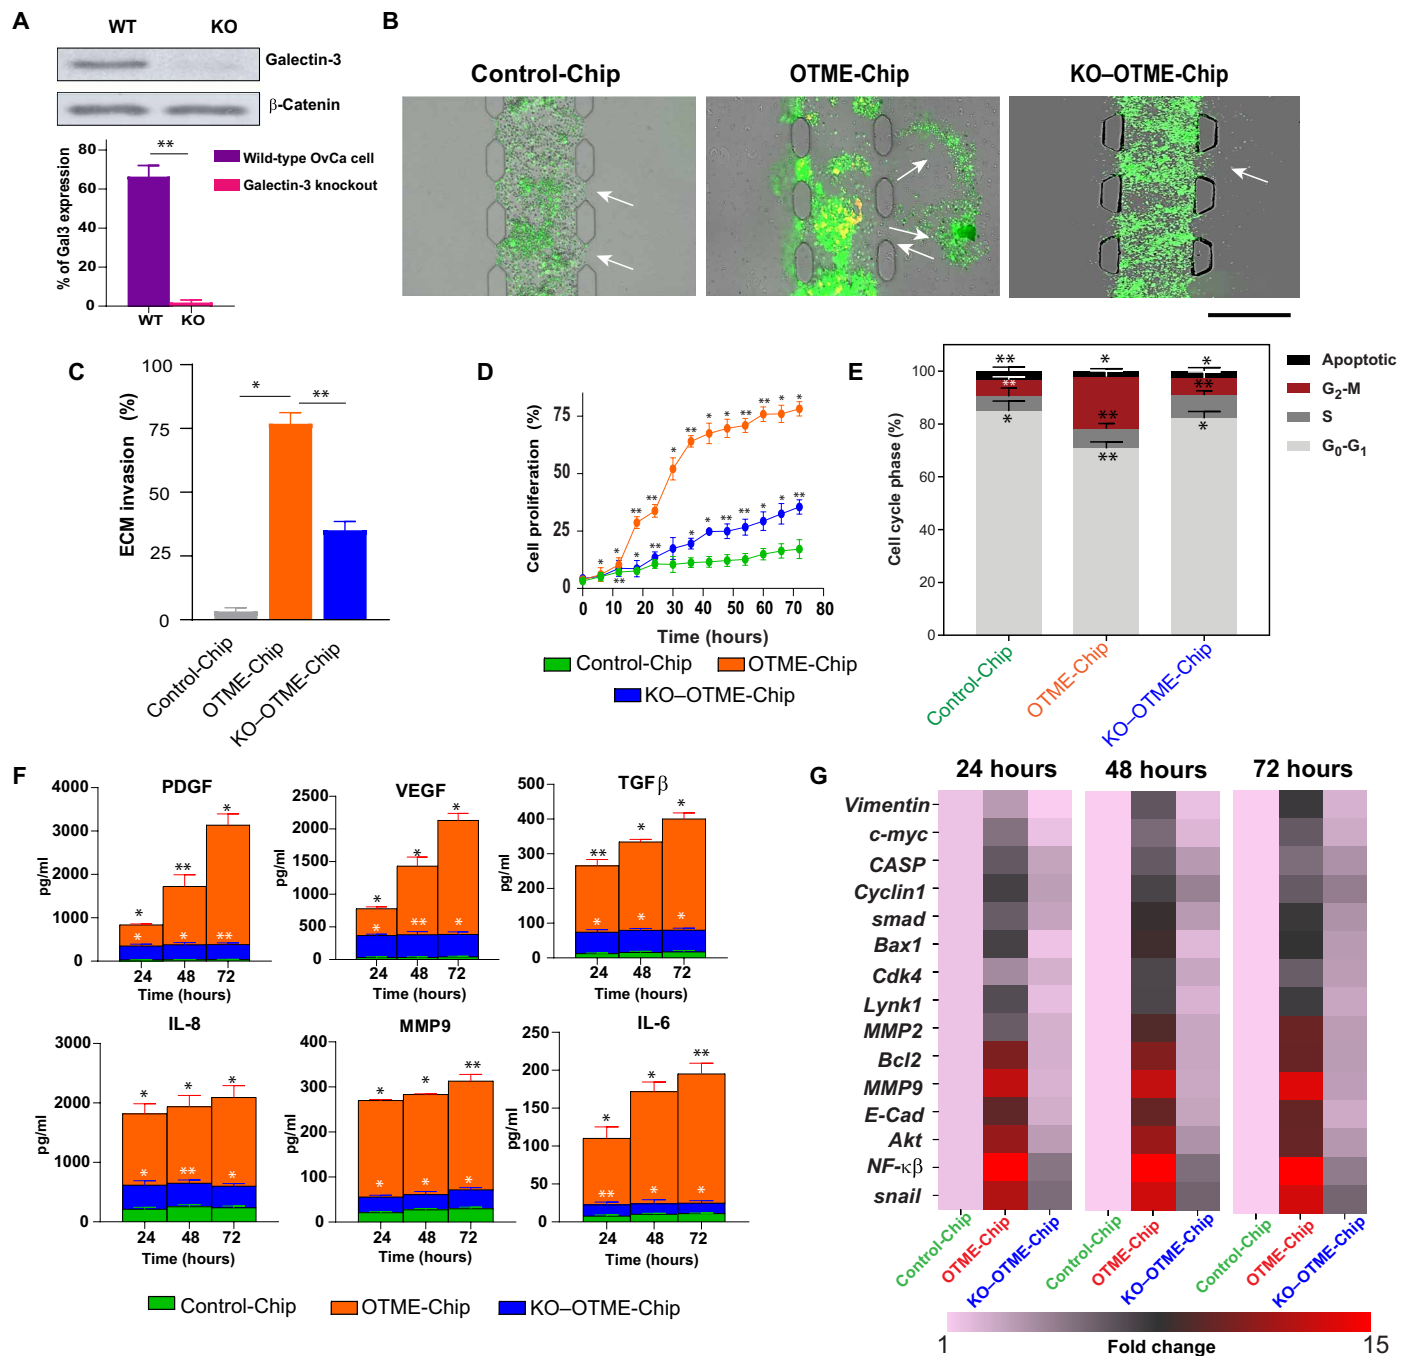 A
WT KO
Galectin-3
β-Catenin
% of Gal3 expression
80
60
40
20
0
**
WT KO
Wild-type OvCa cell
Galectin-3 knockout
B
Control-Chip OTME-Chip KO–OTME-Chip
C
ECM invasion (%)
100
75
50
25
0
* **
Control-Chip
OTME-Chip
KO–OTME-Chip
D
Cell proliferation (%)
75
50
25
0
0 10 20 30 40 50 60 70 80
Time (hours)
Control-Chip OTME-Chip
KO–OTME-Chip
E
Cell cycle phase (%)
100
80
60
40
20
0
** * *
** ** **
* ** *
Control-Chip
OTME-Chip
KO–OTME-Chip
Apoptotic
G2-M
S
G0-G1
F
PDGF
pg/ml
4000
3000
2000
1000
0
* ** *
* * **
24 48 72
Time (hours)
VEGF
pg/ml
2500
2000
1500
1000
500
0
* * *
* ** *
24 48 72
Time (hours)
TGFβ
pg/ml
500
400
300
200
100
0
** * *
* * *
24 48 72
Time (hours)
IL-8
pg/ml
3000
2000
1000
0
* * *
* ** *
24 48 72
Time (hours)
MMP9
pg/ml
400
300
200
100
0
* * **
* * *
24 48 72
Time (hours)
IL-6
pg/ml
250
200
150
100
50
0
* * **
** * *
24 48 72
Time (hours)
Control-Chip OTME-Chip KO–OTME-Chip
G
24 hours 48 hours 72 hours
Vimentin
c-myc
CASP
Cyclin1
smad
Bax1
Cdk4
Lynk1
MMP2
Bcl2
MMP9
E-Cad
Akt
NF-κβ
snail
Control-Chip OTME-Chip KO–OTME-Chip Control-Chip OTME-Chip KO–OTME-Chip Control-Chip OTME-Chip KO–OTME-Chip
1 Fold change 15